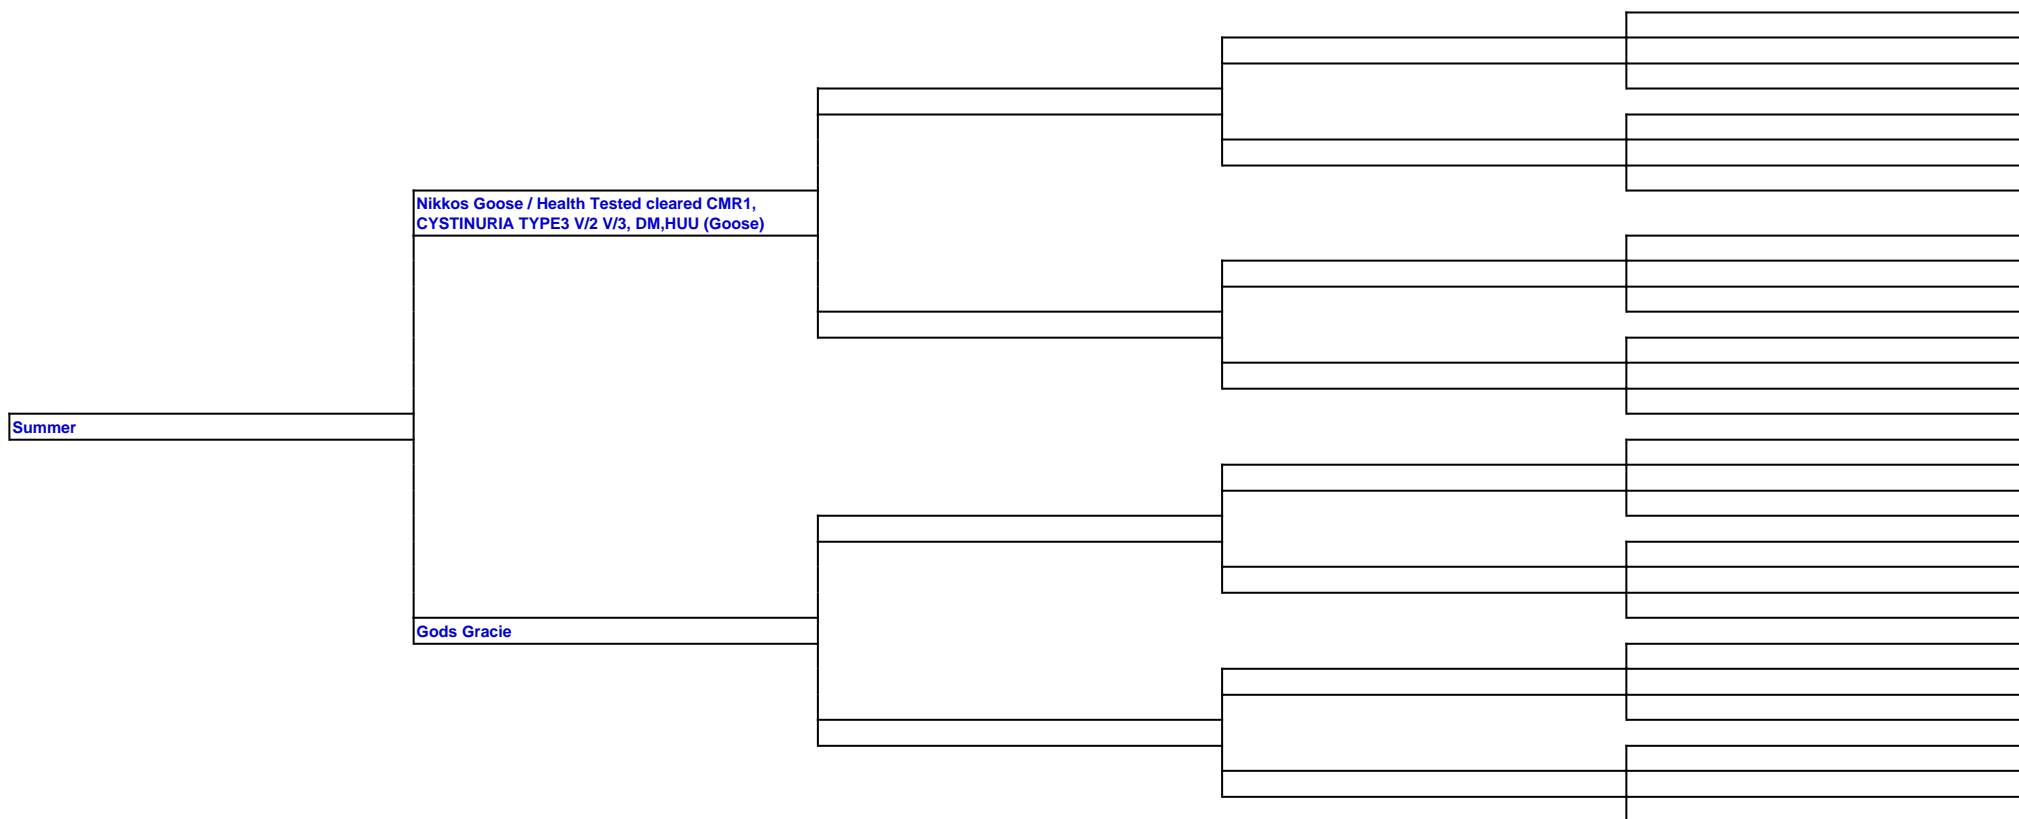 Nikkos Goose / Health Tested cleared CMR1,
CYSTINURIA TYPE3 V/2 V/3, DM,HUU (Goose)
Summer
Gods Gracie